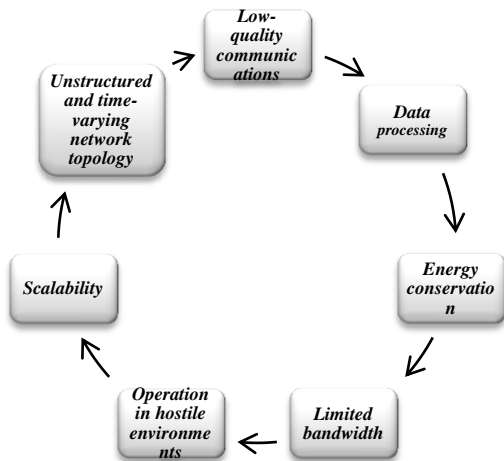 Low-
quality
communic
ations
Data
processing
Energy
conservatio
n
Limited
bandwidth
Operation
in hostile
environme
nts
Scalability
Unstructured
and time-
varying
network
topology